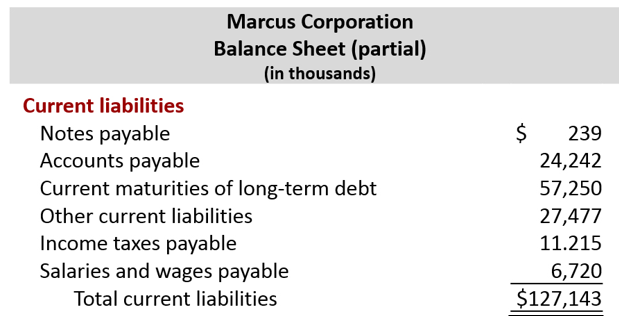 Marcus Corporation
Balance Sheet (partial)
(in thousands)
Current liabilities
Notes payable $ 239
Accounts payable 24,242
Current maturities of long-term debt 57,250
Other current liabilities 27,477
Income taxes payable 11.215
Salaries and wages payable 6,720
Total current liabilities $127,143